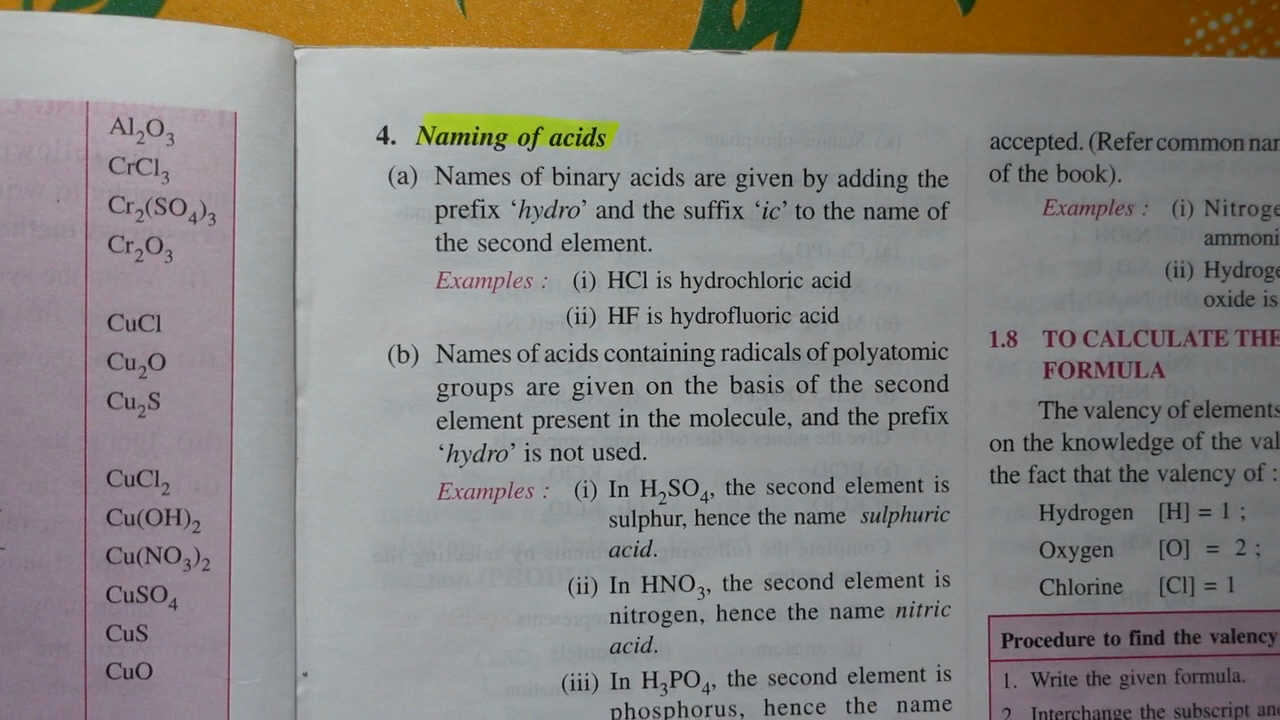 Al₂O₃
CrCl₃
Cr₂(SO₄)₃
Cr₂O₃
CuCl
Cu₂O
Cu₂S
CuCl₂
Cu(OH)₂
Cu(NO₃)₂
CuSO₄
CuS
CuO
4. Naming of acids
(a) Names of binary acids are given by adding the
prefix ‘hydro’ and the suffix ‘ic’ to the name of
the second element.
Examples : (i) HCl is hydrochloric acid
(ii) HF is hydrofluoric acid
(b) Names of acids containing radicals of polyatomic
groups are given on the basis of the second
element present in the molecule, and the prefix
‘hydro’ is not used.
Examples : (i) In H₂SO₄, the second element is
sulphur, hence the name sulphuric
acid.
(ii) In HNO₃, the second element is
nitrogen, hence the name nitric
acid.
(iii) In H₃PO₄, the second element is
phosphorus, hence the name
accepted. (Refer common nar
of the book).
Examples : (i) Nitroge
ammoni
(ii) Hydroge
oxide is
1.8 TO CALCULATE THE
FORMULA
The valency of elements
on the knowledge of the val
the fact that the valency of :
Hydrogen [H] = 1 ;
Oxygen [O] = 2 ;
Chlorine [Cl] = 1
Procedure to find the valency
1. Write the given formula.
2. Interchange the subscript and